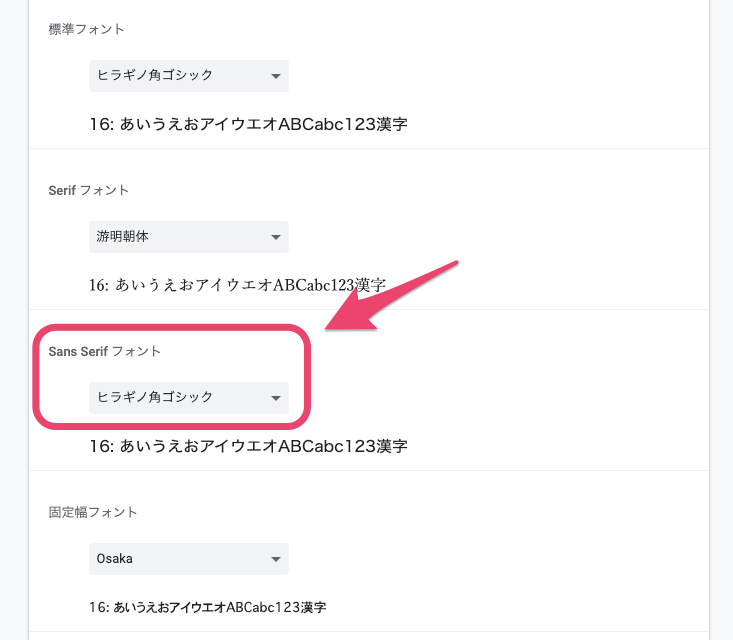 標準フォント
ヒラギノ角ゴシック
16: あいうえおアイウエオABCabc123漢字
Serif フォント
游明朝体
16: あいうえおアイウエオABCabc123漢字
Sans Serif フォント
ヒラギノ角ゴシック
16: あいうえおアイウエオABCabc123漢字
固定幅フォント
Osaka
16: あいうえおアイウエオABCabc123漢字